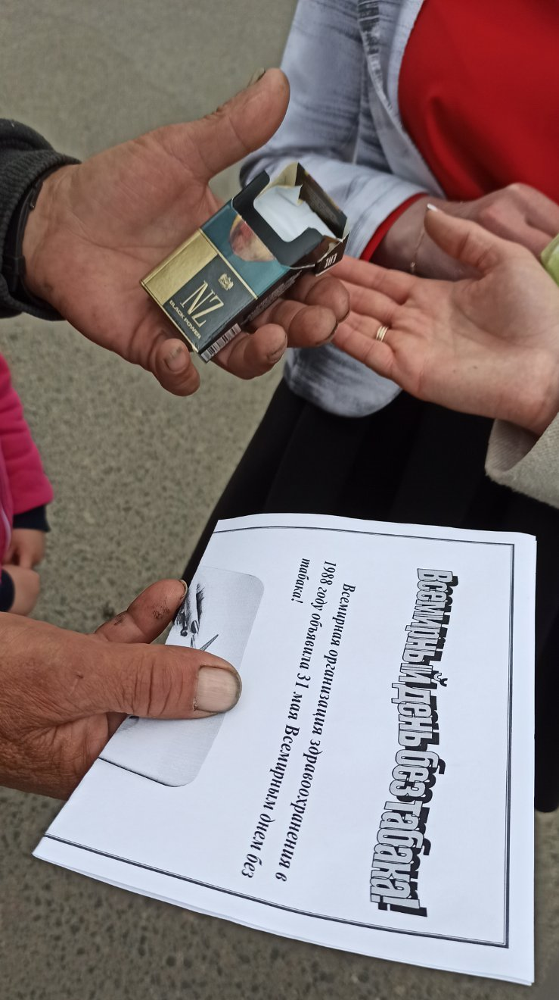 NZ
BLACK POWER
Всемирный день без табака!
Всемирная организация здравоохранения в
1988 году объявила 31 мая Всемирным днем без
табака!